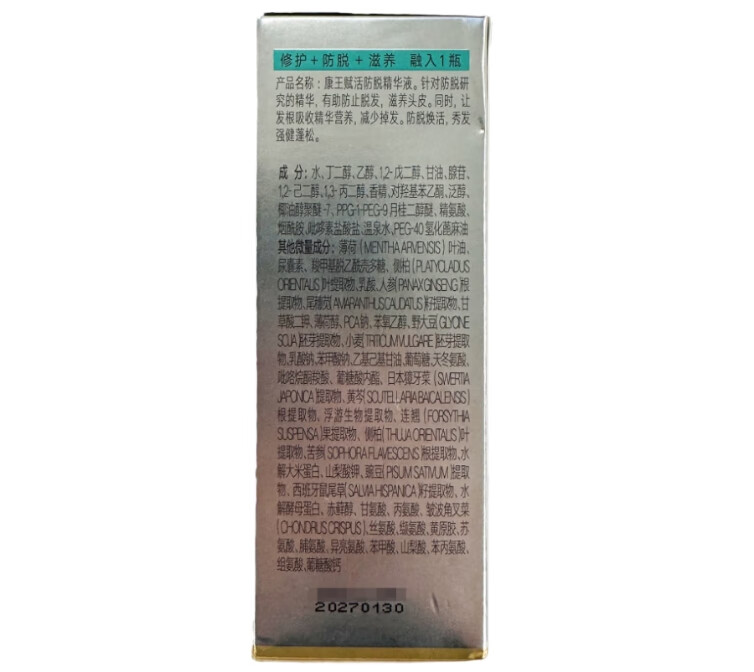 修护+防脱+滋养 融入1瓶
产品名称:康王赋活防脱精华液。针对防脱研
究的精华,有助防止脱发,滋养头皮。同时,让
发根吸收精华营养,减少掉发。防脱焕活,秀发
强健蓬松。
成 分:水、丁二醇、乙醇、1,2-戊二醇、甘油、腺苷、
1,2-己二醇、1,3-丙二醇、香精、对羟基苯乙酮、泛醇、
椰油醇聚醚-7、PPG-1-PEG-9月桂二醇醚、精氨酸、
烟酰胺、吡哆素盐酸盐、温泉水、PEG-40氢化蓖麻油
其他微量成分:薄荷(MENTHA ARVENSIS)叶油、
尿囊素、羧甲基脱乙酰壳多糖、侧柏(PLATYCLADUS
ORIENTALIS)叶提取物、乳酸、人参(PANAX GINSENG)根
提取物、尾穗苋(AMARANTHUS CAUDATUS)籽提取物、甘
草酸二钾、薄荷醇、PCA钠、苯氧乙醇、野大豆(GLYCINE
SOJA)胚芽提取物、小麦(TRITICUM VULGARE)胚芽提取
物、乳酸钠、苯甲酸钠、乙基己基甘油、葡萄糖、天冬氨酸、
吡咯烷酮羧酸、葡糖酸内酯、日本獐牙菜(SWERTIA
JAPONICA)提取物、黄芩(SCUTELLARIA BAICALENSIS)
根提取物、浮游生物提取物、连翘(FORSYTHIA
SUSPENSA)果提取物、侧柏(THUJA ORIENTALIS)叶
提取物、苦参(SOPHORA FLAVESCENS)根提取物、水
解大米蛋白、山梨酸钾、豌豆(PISUM SATIVUM)提取
物、西班牙鼠尾草(SALVIA HISPANICA)籽提取物、水
解酵母蛋白、赤藓醇、甘氨酸、丙氨酸、皱波角叉菜
(CHONDRUS CRISPUS)、丝氨酸、缬氨酸、黄原胶、苏
氨酸、脯氨酸、异亮氨酸、苯甲酸、山梨酸、苯丙氨酸、
组氨酸、葡糖酸钙
20270130